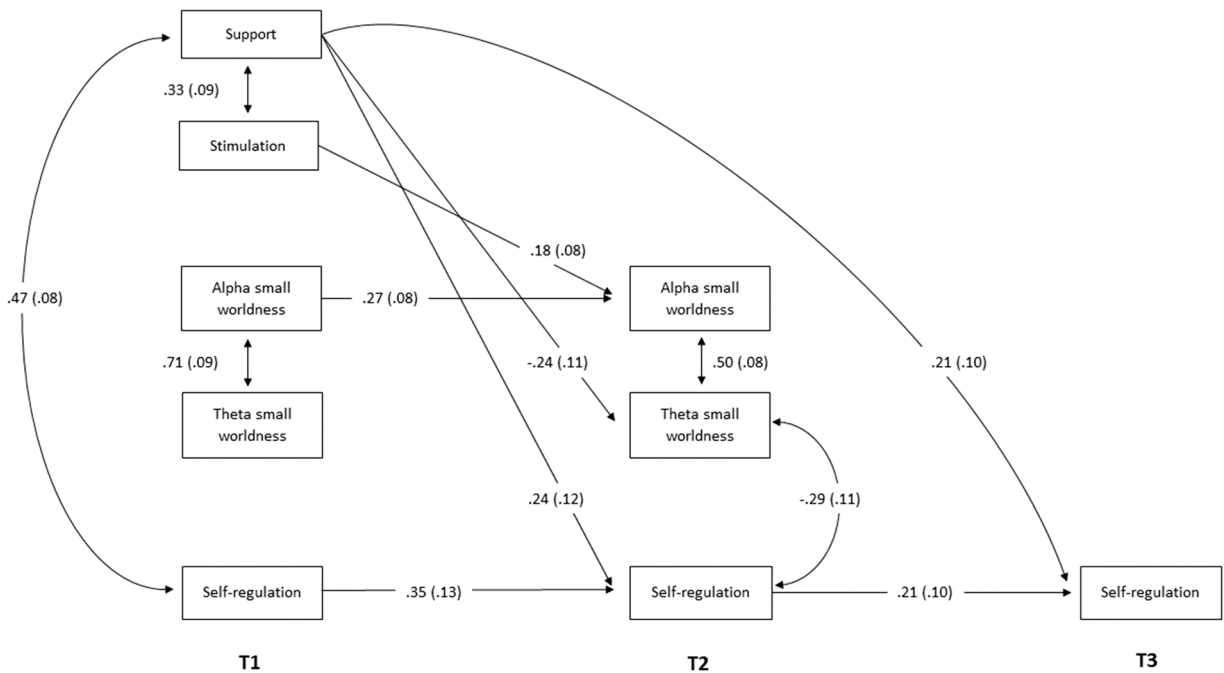 Support
.33 (.09)
Stimulation
.18 (.08)
Alpha small
worldness
Alpha small
worldness
.47 (.08)
.27 (.08)
.71 (.09)
-.24 (.11)
.50 (.08)
.21 (.10)
Theta small
worldness
Theta small
worldness
.24 (.12)
-.29 (.11)
Self-regulation
.35 (.13)
Self-regulation
.21 (.10)
Self-regulation
T1
T2
T3